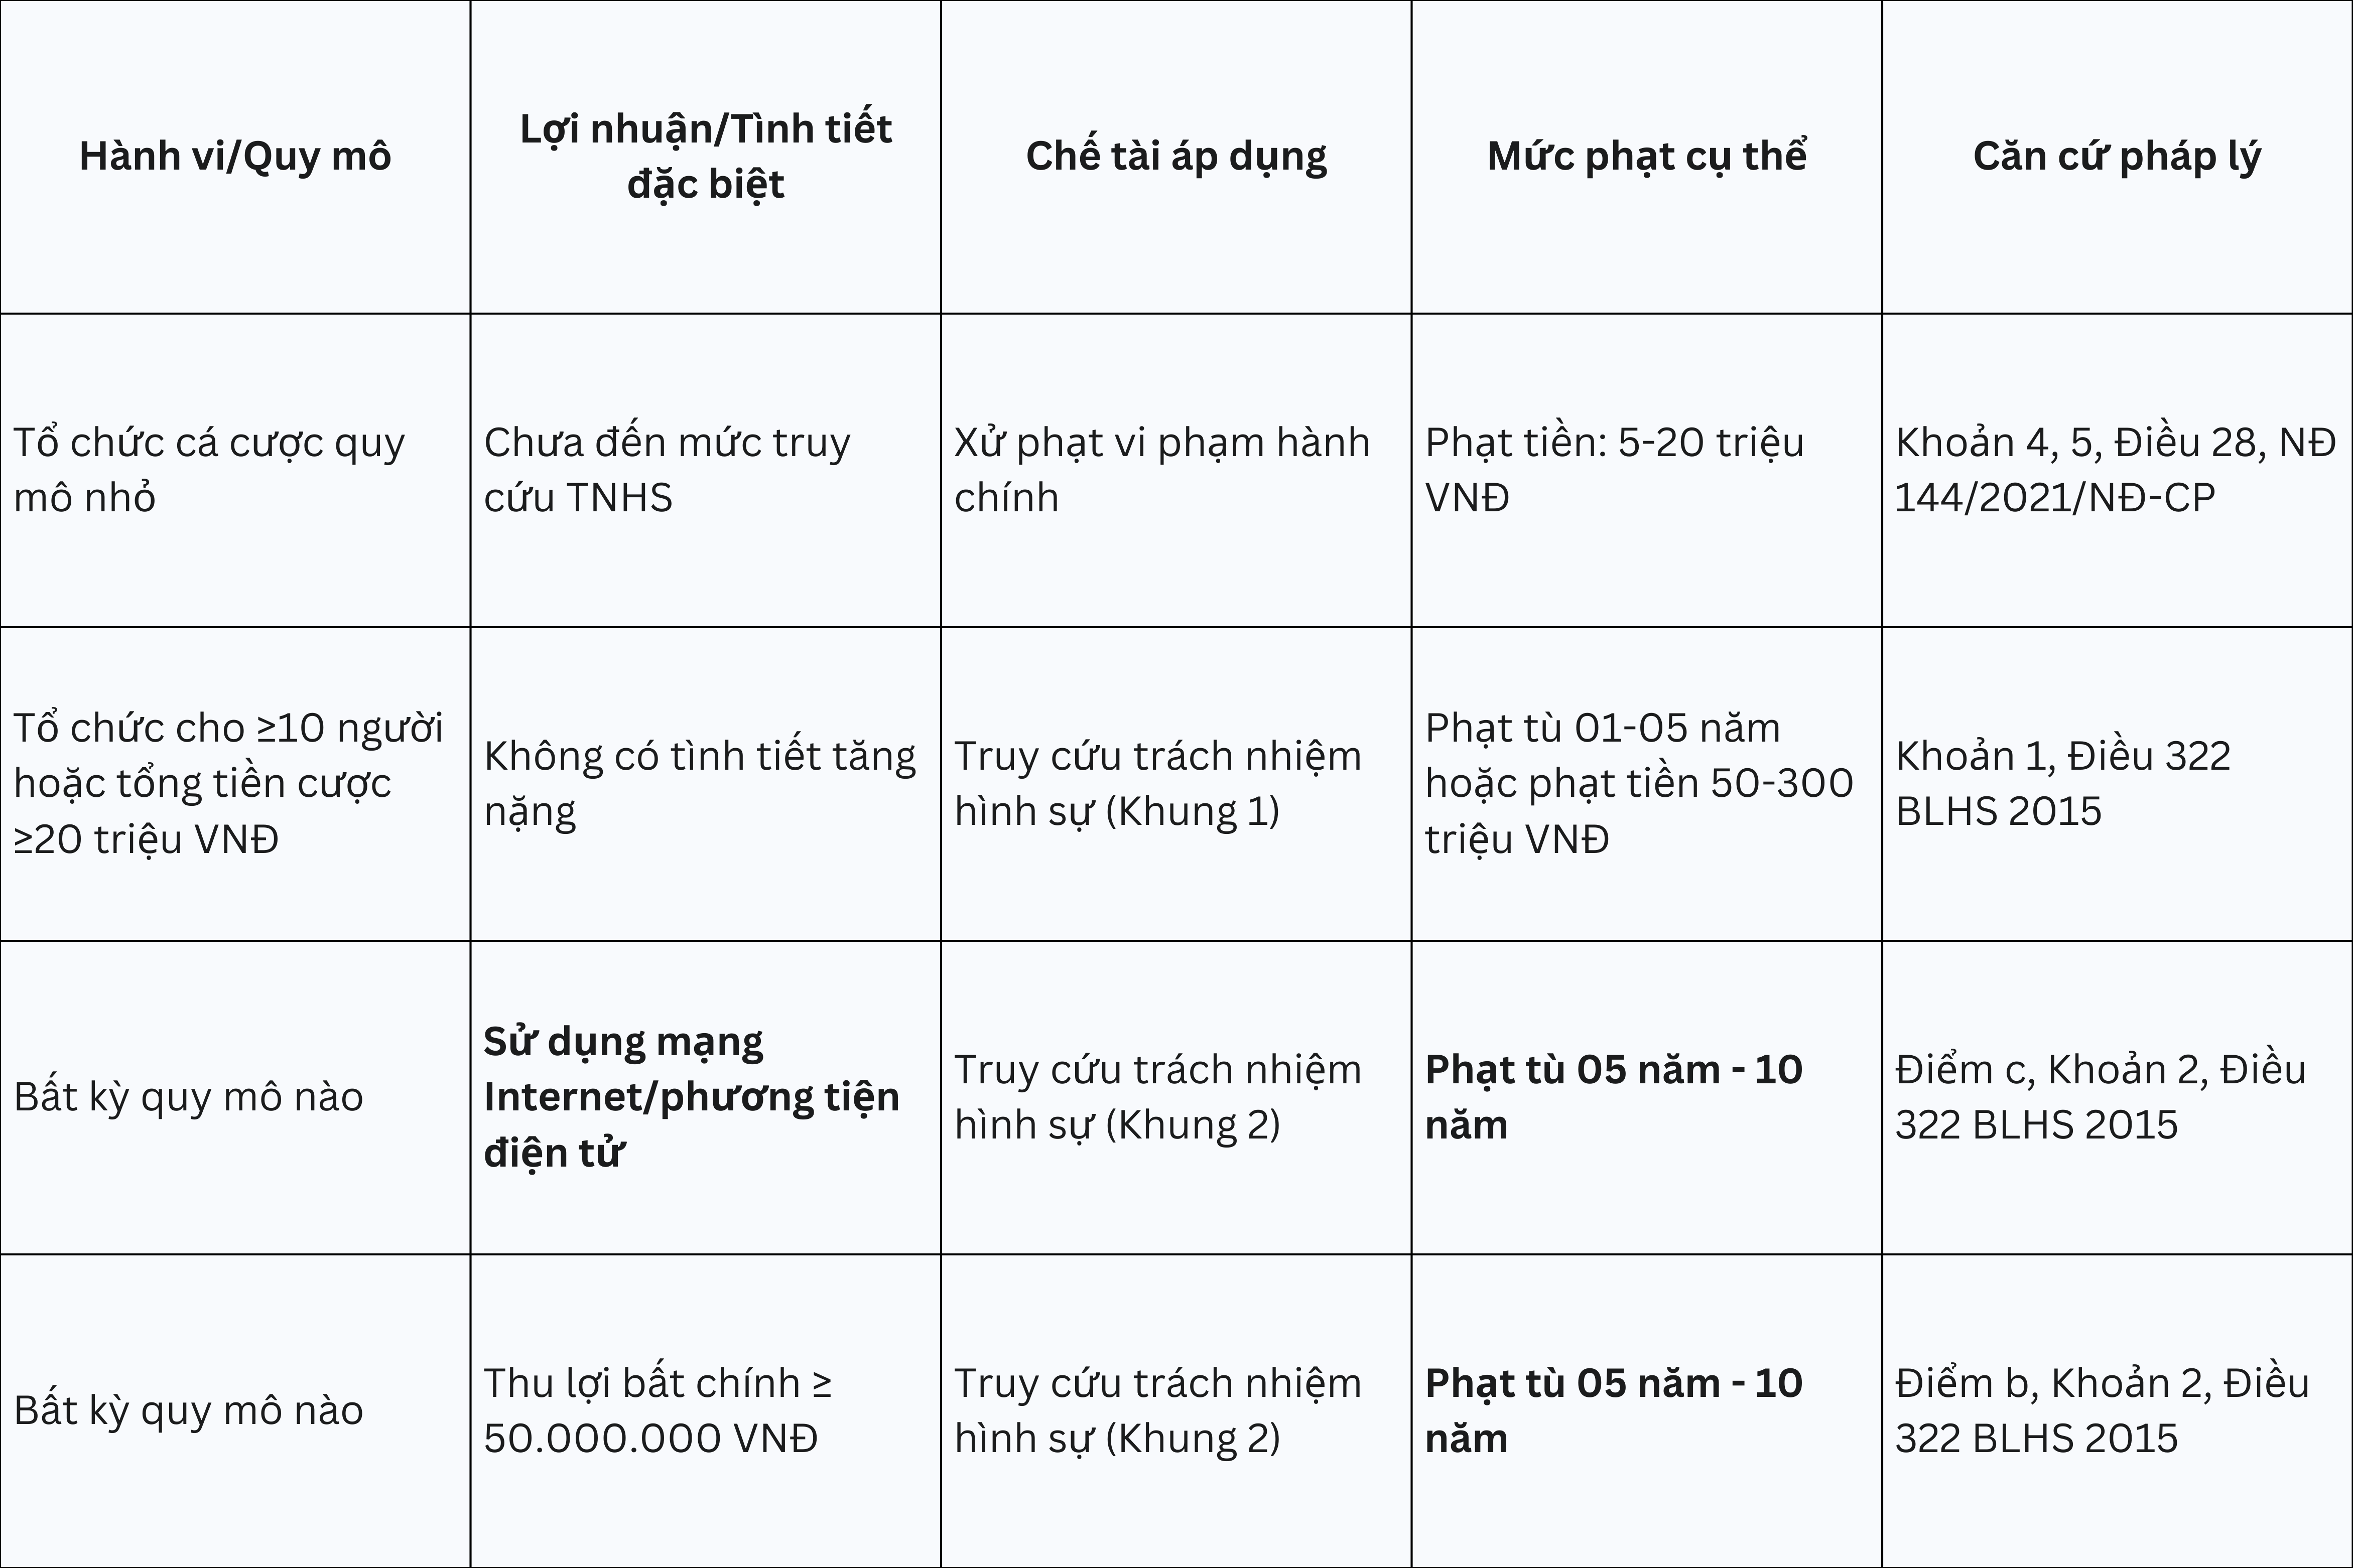 Hành vi/Quy mô
Lợi nhuận/Tình tiết
đặc biệt
Chế tài áp dụng
Mức phạt cụ thể
Căn cứ pháp lý
Tổ chức cá cược quy
mô nhỏ
Chưa đến mức truy
cứu TNHS
Xử phạt vi phạm hành
chính
Phạt tiền: 5-20 triệu
VNĐ
Khoản 4, 5, Điều 28, NĐ
144/2021/NĐ-CP
Tổ chức cho ≥10 người
hoặc tổng tiền cược
≥20 triệu VNĐ
Không có tình tiết tăng
nặng
Truy cứu trách nhiệm
hình sự (Khung 1)
Phạt tù 01-05 năm
hoặc phạt tiền 50-300
triệu VNĐ
Khoản 1, Điều 322
BLHS 2015
Bất kỳ quy mô nào
Sử dụng mạng
Internet/phương tiện
điện tử
Truy cứu trách nhiệm
hình sự (Khung 2)
Phạt tù 05 năm - 10
năm
Điểm c, Khoản 2, Điều
322 BLHS 2015
Bất kỳ quy mô nào
Thu lợi bất chính ≥
50.000.000 VNĐ
Truy cứu trách nhiệm
hình sự (Khung 2)
Phạt tù 05 năm - 10
năm
Điểm b, Khoản 2, Điều
322 BLHS 2015